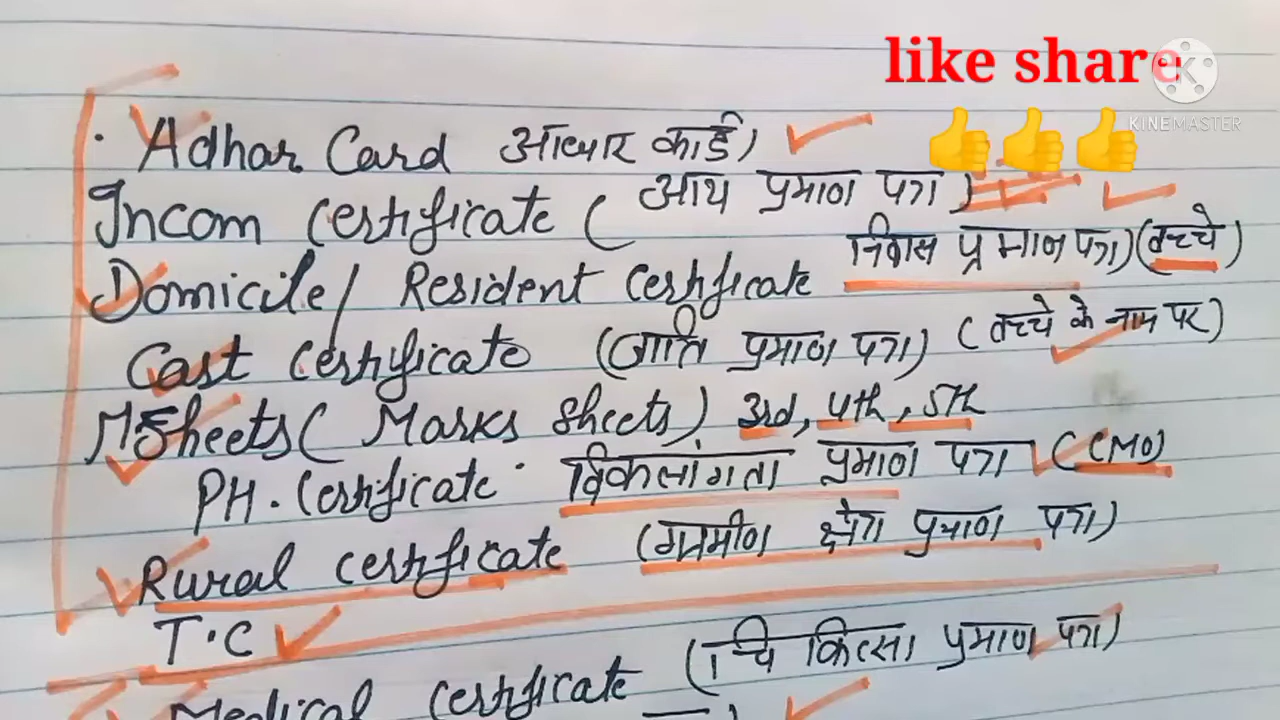 like share
KINEMASTER
Adhar Card आधार कार्ड)
Incom certificate ( आय प्रमाण पत्र )
Domicile / Resident certificate निवास प्रमाण पत्र) (बच्चे)
Cast certificate (जाति प्रमाण पत्र) (बच्चे के नाम पर)
MSheets ( Marks sheets) 3rd, 4th, 5th
PH. Certificate विकलांगता प्रमाण पत्र (CMO)
Rural certificate (ग्रामीण क्षेत्र प्रमाण पत्र)
T.C
Medical certificate (चिकित्सा प्रमाण पत्र)